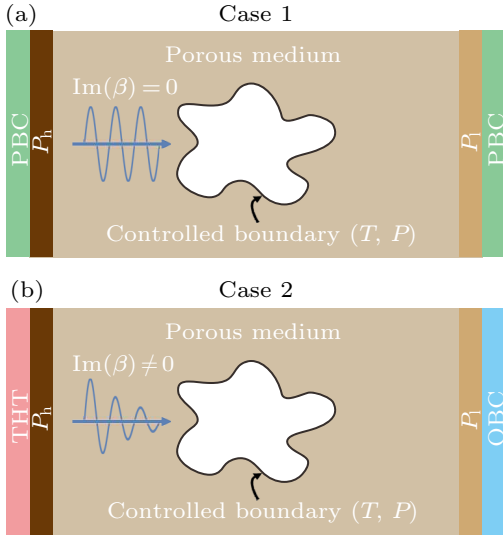 (a)
Case 1
Porous medium
Im(β) = 0
PBC
Ph
Pl
PBC
Controlled boundary (T, P)
(b)
Case 2
Porous medium
Im(β) ≠ 0
THT
Ph
Pl
OBC
Controlled boundary (T, P)